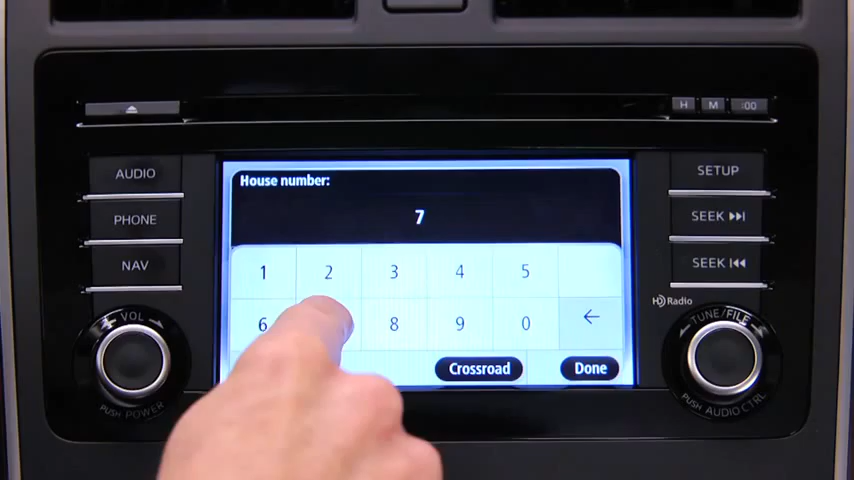 H M :00
AUDIO
PHONE
NAV
VOL
PUSH POWER
House number:
7
1 2 3 4 5
6 8 9 0 ←
Crossroad Done
SETUP
SEEK ⏭
SEEK ⏮
HD Radio
TUNE/FILE
PUSH AUDIO CTRL